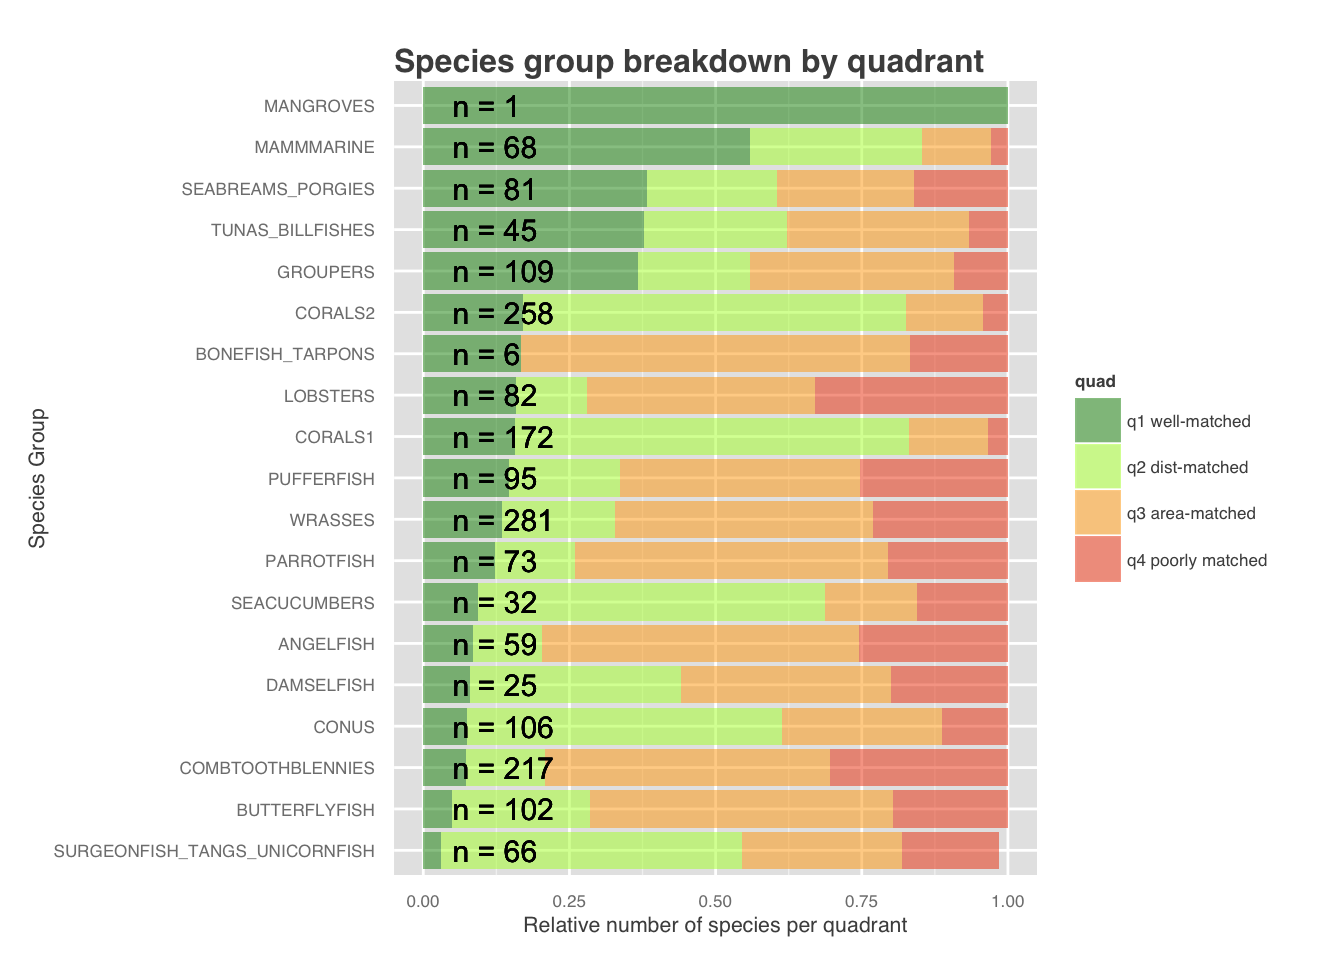 Species group breakdown by quadrant
MANGROVES n = 1
MAMMMARINE n = 68
SEABREAMS_PORGIES n = 81
TUNAS_BILLFISHES n = 45
GROUPERS n = 109
CORALS2 n = 258
BONEFISH_TARPONS n = 6
LOBSTERS n = 82
CORALS1 n = 172
PUFFERFISH n = 95
WRASSES n = 281
PARROTFISH n = 73
SEACUCUMBERS n = 32
ANGELFISH n = 59
DAMSELFISH n = 25
CONUS n = 106
COMBTOOTHBLENNIES n = 217
BUTTERFLYFISH n = 102
SURGEONFISH_TANGS_UNICORNFISH n = 66
Species Group
0.00 0.25 0.50 0.75 1.00
Relative number of species per quadrant
quad
q1 well-matched
q2 dist-matched
q3 area-matched
q4 poorly matched